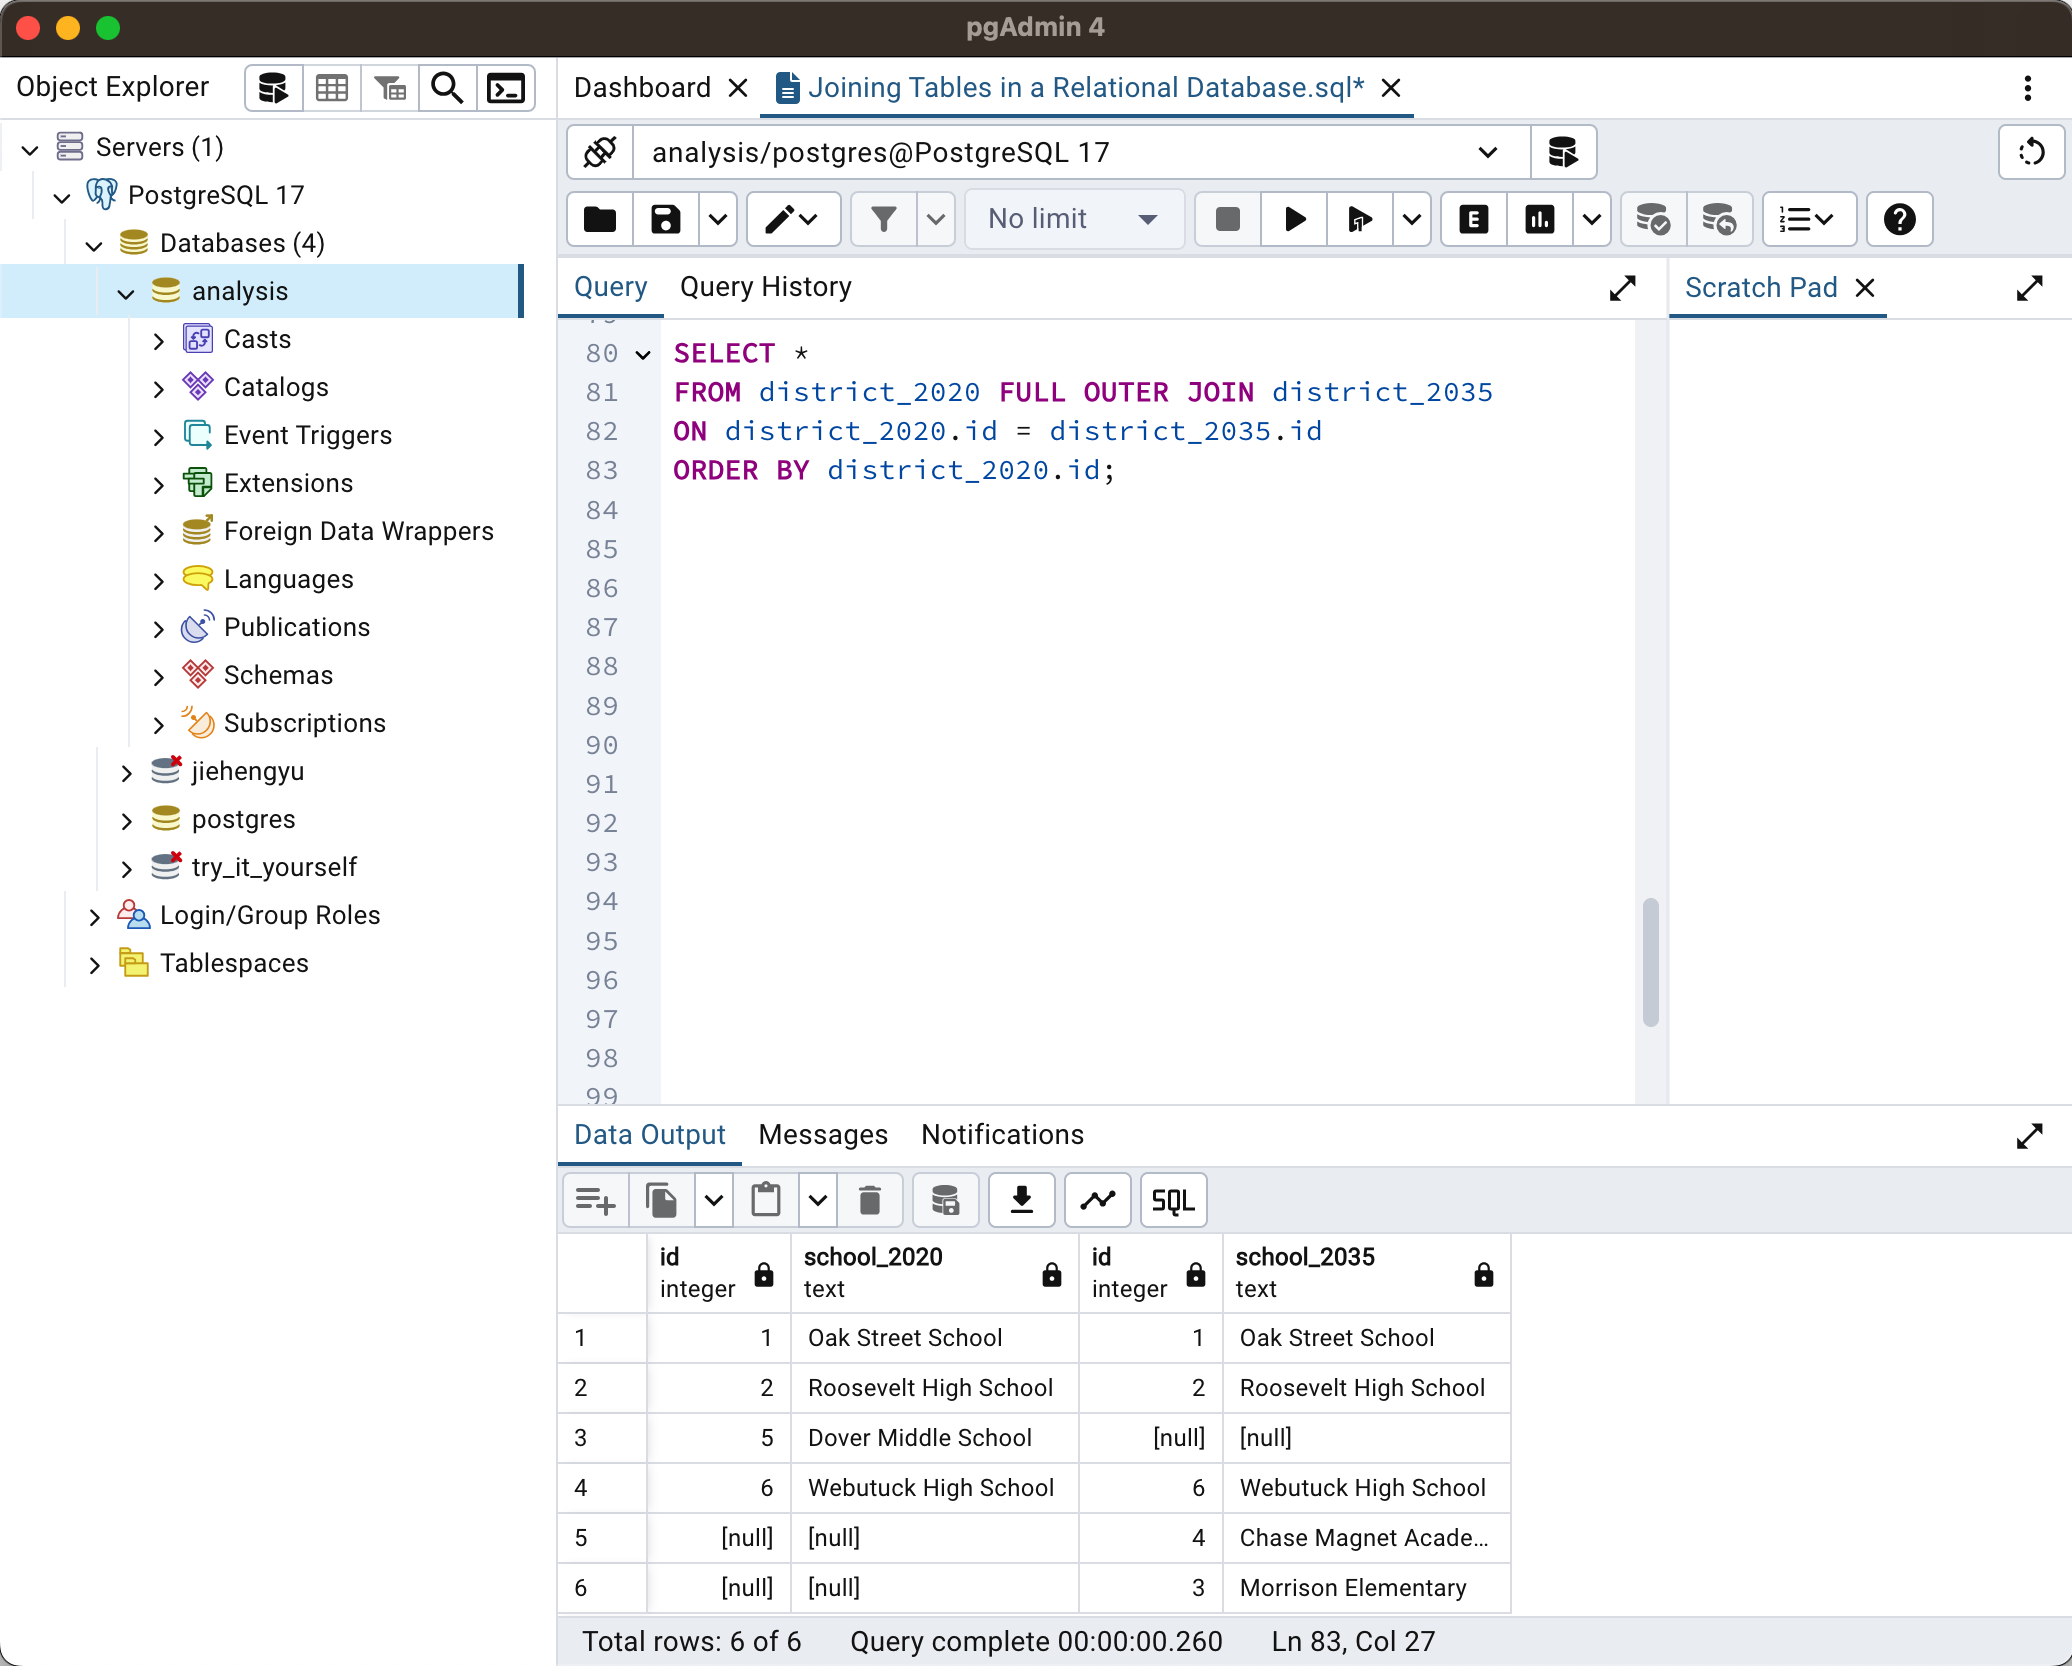 pgAdmin 4
Object Explorer
Servers (1)
PostgreSQL 17
Databases (4)
analysis
Casts
Catalogs
Event Triggers
Extensions
Foreign Data Wrappers
Languages
Publications
Schemas
Subscriptions
jiehengyu
postgres
try_it_yourself
Login/Group Roles
Tablespaces
Dashboard
Joining Tables in a Relational Database.sql*
analysis/postgres@PostgreSQL 17
No limit
E
Query Query History
Scratch Pad
80 SELECT *
81 FROM district_2020 FULL OUTER JOIN district_2035
82 ON district_2020.id = district_2035.id
83 ORDER BY district_2020.id;
84
85
86
87
88
89
90
91
92
93
94
95
96
97
98
99
Data Output Messages Notifications
SQL
id school_2020 id school_2035
integer text integer text
1 1 Oak Street School 1 Oak Street School
2 2 Roosevelt High School 2 Roosevelt High School
3 5 Dover Middle School [null] [null]
4 6 Webutuck High School 6 Webutuck High School
5 [null] [null] 4 Chase Magnet Acade...
6 [null] [null] 3 Morrison Elementary
Total rows: 6 of 6 Query complete 00:00:00.260 Ln 83, Col 27